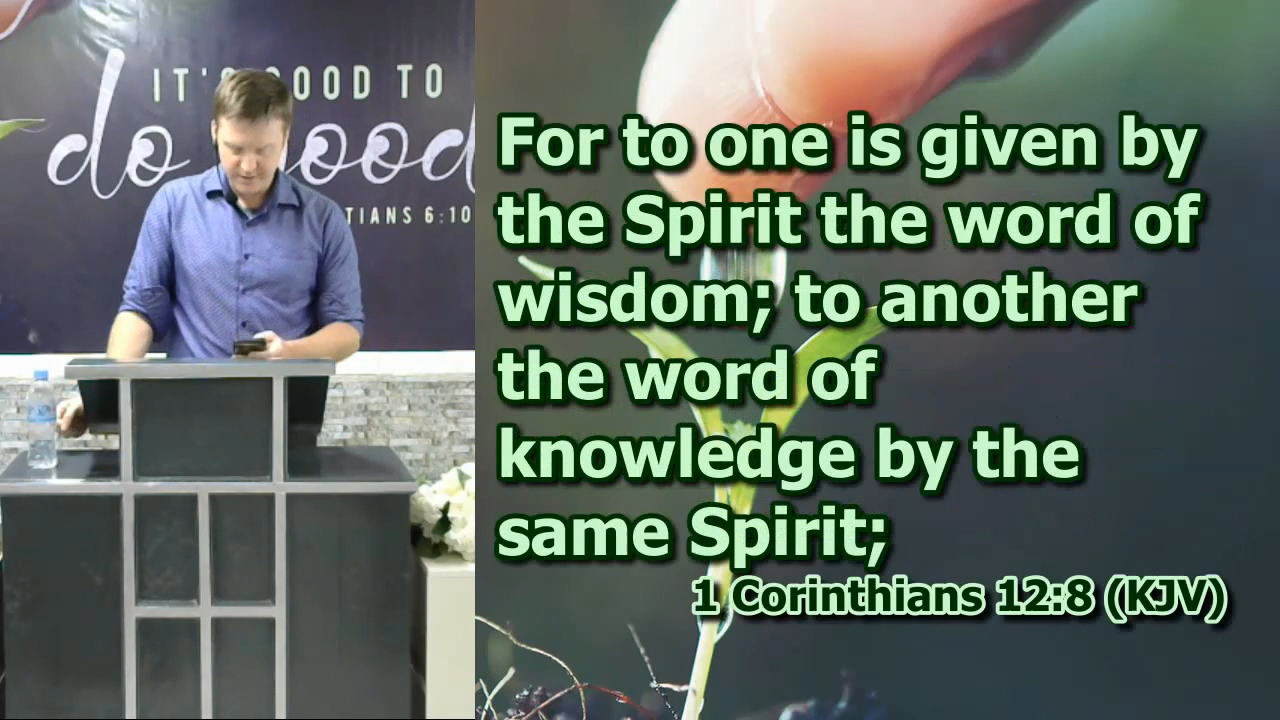 IT'S GOOD TO
do good
TIANS 6:10
For to one is given by
the Spirit the word of
wisdom; to another
the word of
knowledge by the
same Spirit;
1 Corinthians 12:8 (KJV)